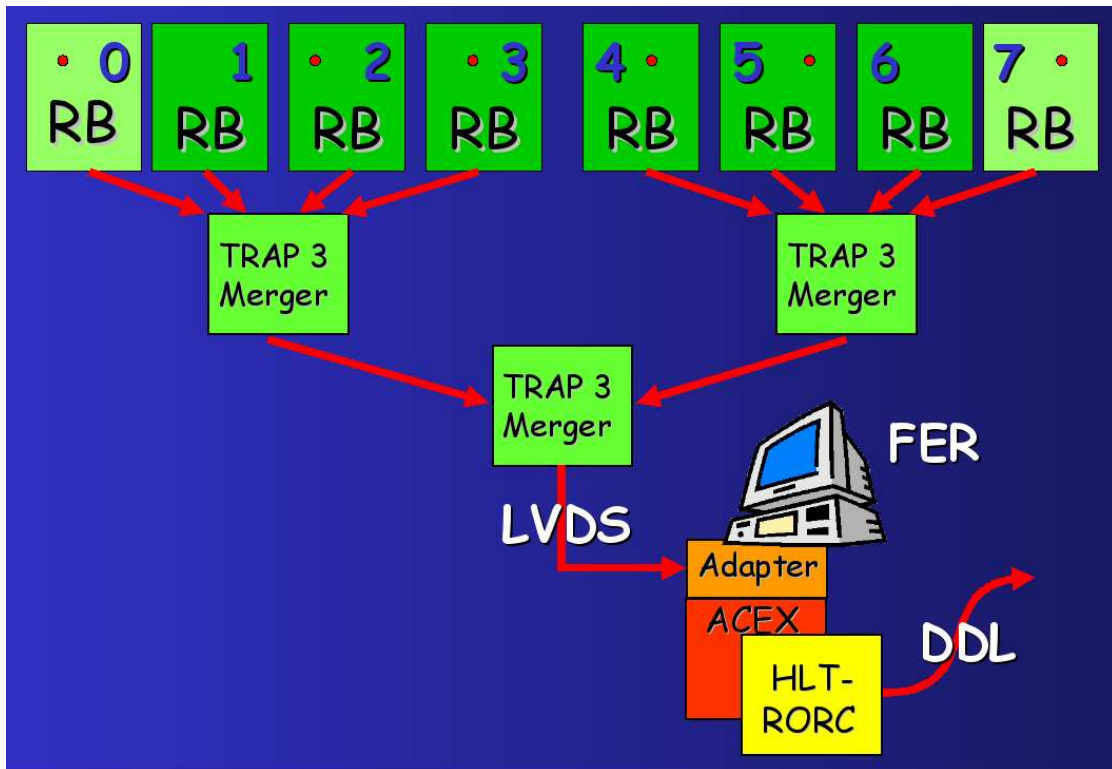 0
RB
1
RB
2
RB
3
RB
4
RB
5
RB
6
RB
7
RB
TRAP 3
Merger
TRAP 3
Merger
TRAP 3
Merger
FER
LVDS
Adapter
ACEX
DDL
HLT-
RORC